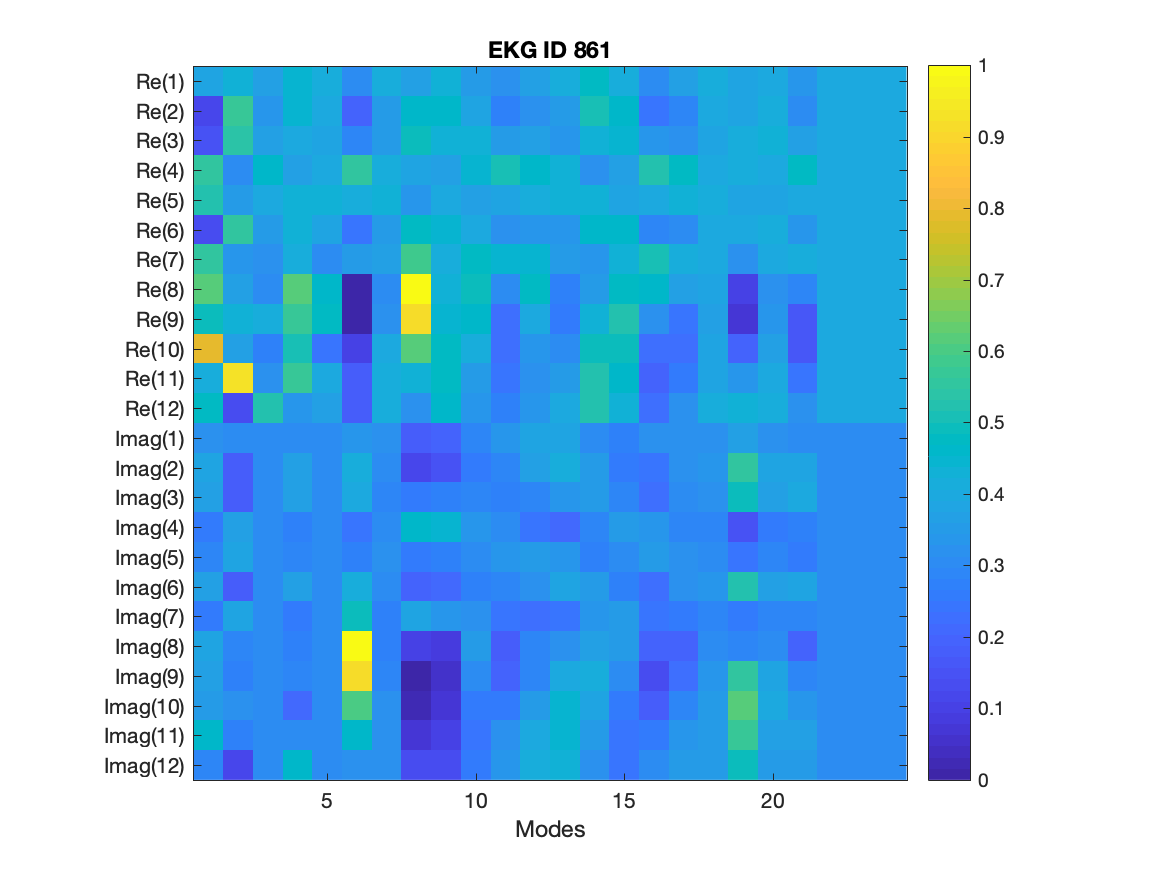 EKG ID 861
Re(1)
Re(2)
Re(3)
Re(4)
Re(5)
Re(6)
Re(7)
Re(8)
Re(9)
Re(10)
Re(11)
Re(12)
Imag(1)
Imag(2)
Imag(3)
Imag(4)
Imag(5)
Imag(6)
Imag(7)
Imag(8)
Imag(9)
Imag(10)
Imag(11)
Imag(12)
5 10 15 20
Modes
1
0.9
0.8
0.7
0.6
0.5
0.4
0.3
0.2
0.1
0